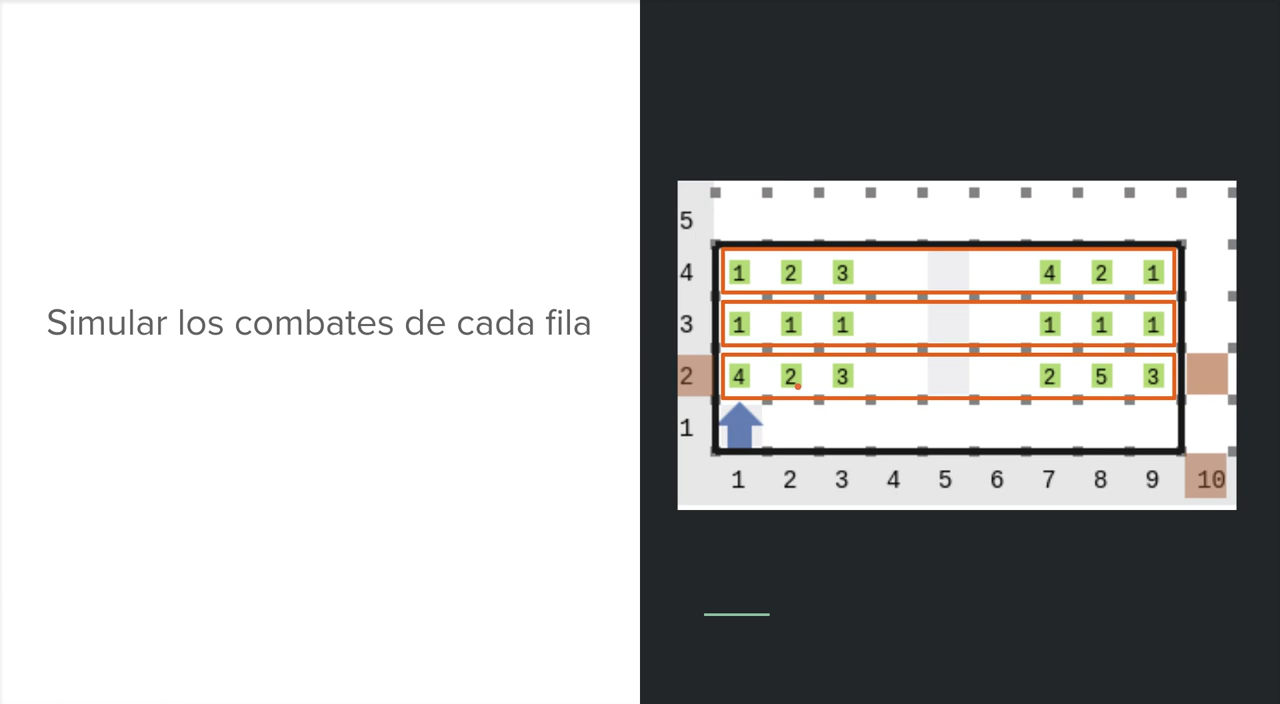 Simular los combates de cada fila
5
4 1 2 3 4 2 1
3 1 1 1 1 1 1
2 4 2 3 2 5 3
1
1 2 3 4 5 6 7 8 9 10